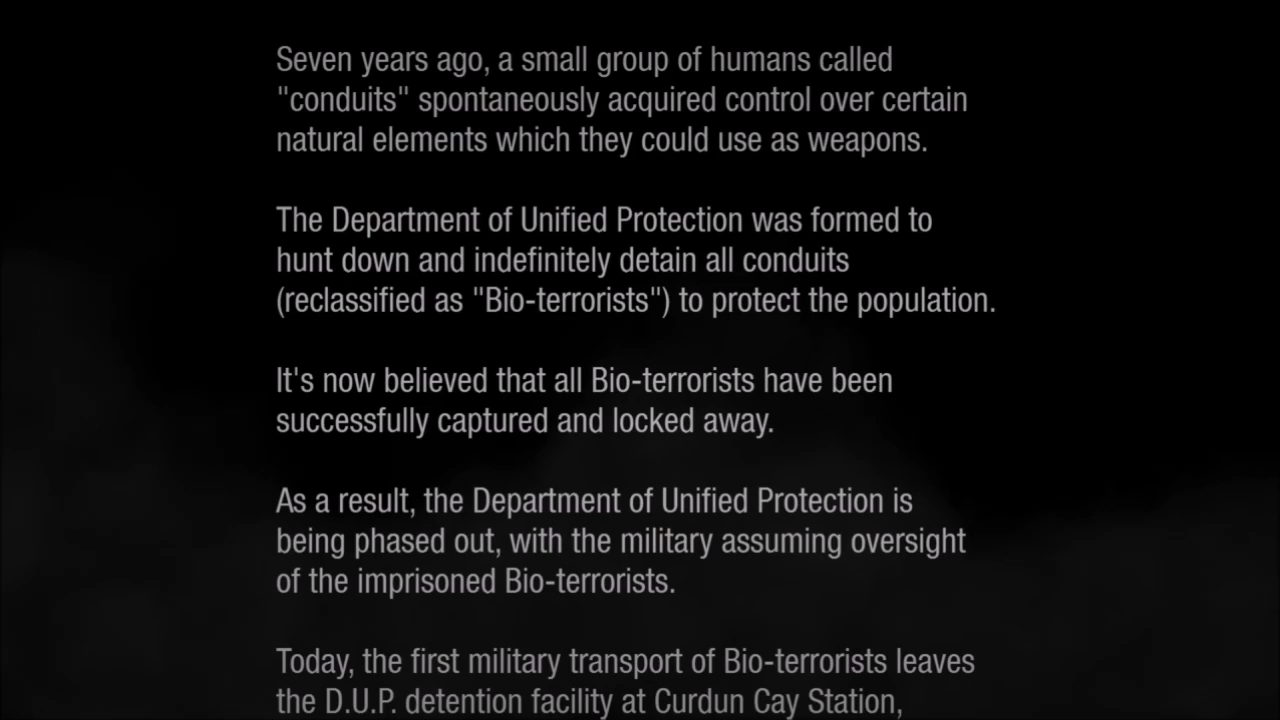 Seven years ago, a small group of humans called
"conduits" spontaneously acquired control over certain
natural elements which they could use as weapons.
The Department of Unified Protection was formed to
hunt down and indefinitely detain all conduits
(reclassified as "Bio-terrorists") to protect the population.
It's now believed that all Bio-terrorists have been
successfully captured and locked away.
As a result, the Department of Unified Protection is
being phased out, with the military assuming oversight
of the imprisoned Bio-terrorists.
Today, the first military transport of Bio-terrorists leaves
the D.U.P. detention facility at Curdun Cay Station,